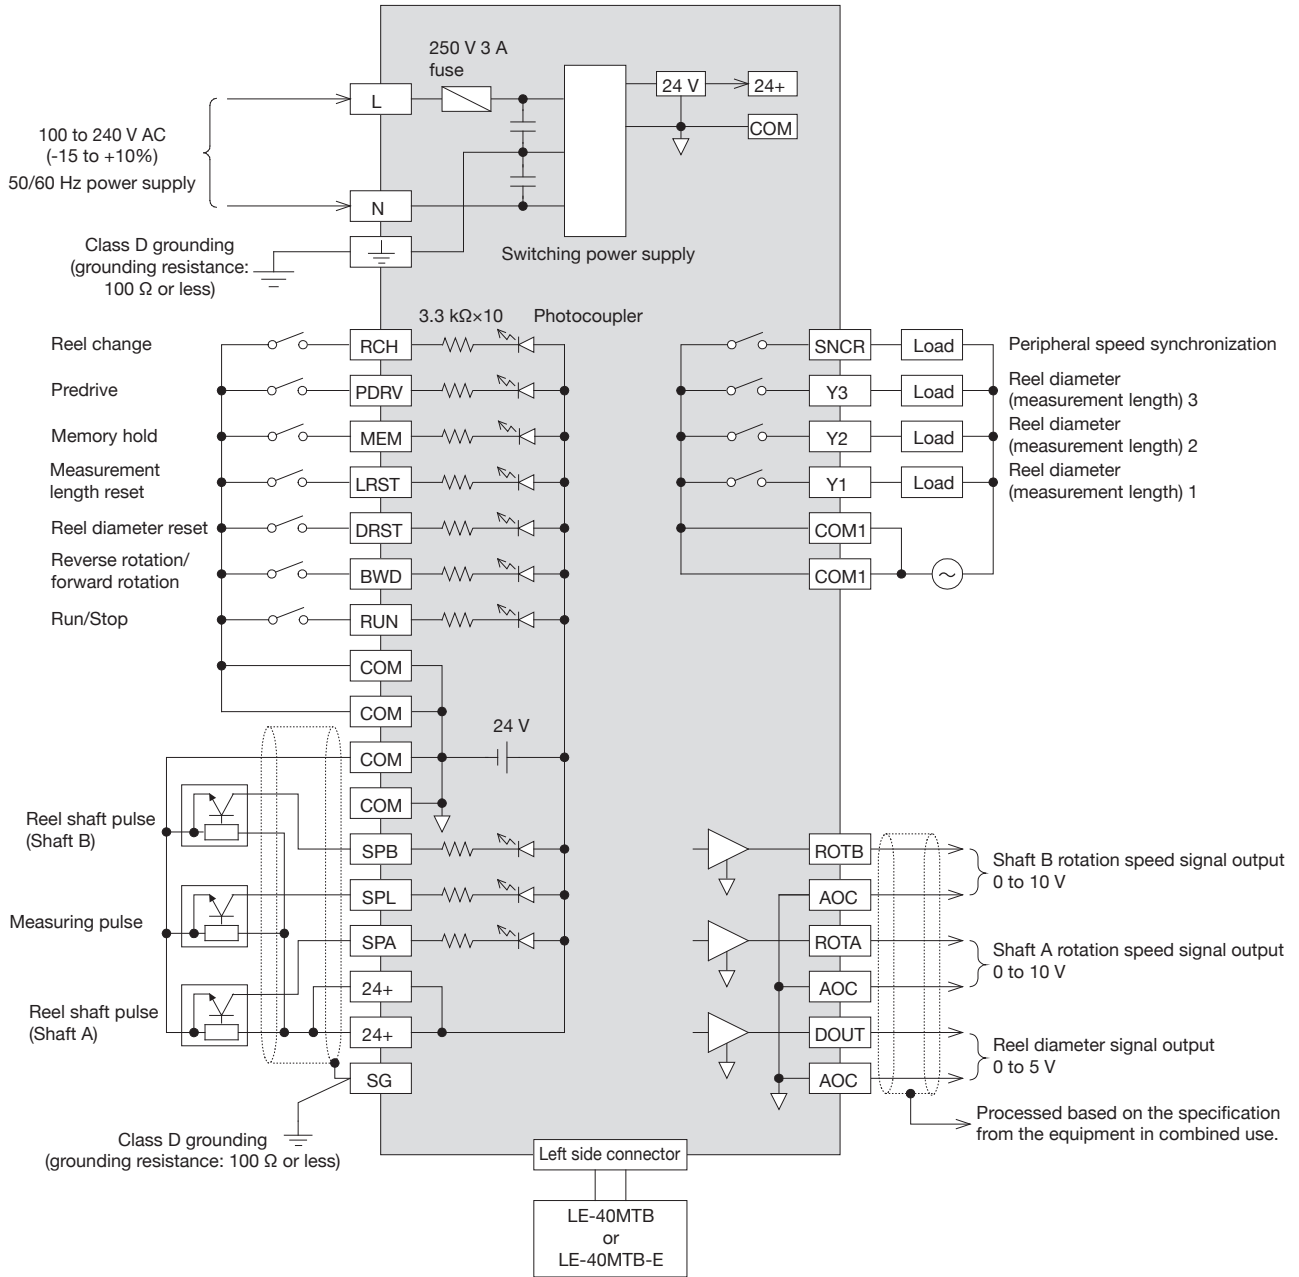 250 V 3 A
fuse
L
24 V
24+
COM
100 to 240 V AC
(-15 to +10%)
50/60 Hz power supply
N
Class D grounding
(grounding resistance:
100 Ω or less)
Switching power supply
3.3 kΩ×10
Photocoupler
Reel change
RCH
Predrive
PDRV
Memory hold
MEM
Measurement
length reset
LRST
Reel diameter reset
DRST
Reverse rotation/
forward rotation
BWD
Run/Stop
RUN
COM
COM
COM
COM
24 V
SNCR
Load
Peripheral speed synchronization
Y3
Load
Reel diameter
(measurement length) 3
Y2
Load
Reel diameter
(measurement length) 2
Y1
Load
Reel diameter
(measurement length) 1
COM1
COM1
Reel shaft pulse
(Shaft B)
SPB
Measuring pulse
SPL
SPA
Reel shaft pulse
(Shaft A)
24+
24+
SG
Class D grounding
(grounding resistance: 100 Ω or less)
ROTB
AOC
Shaft B rotation speed signal output
0 to 10 V
ROTA
AOC
Shaft A rotation speed signal output
0 to 10 V
DOUT
AOC
Reel diameter signal output
0 to 5 V
Processed based on the specification
from the equipment in combined use.
Left side connector
LE-40MTB
or
LE-40MTB-E